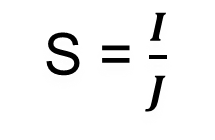 S = I/J